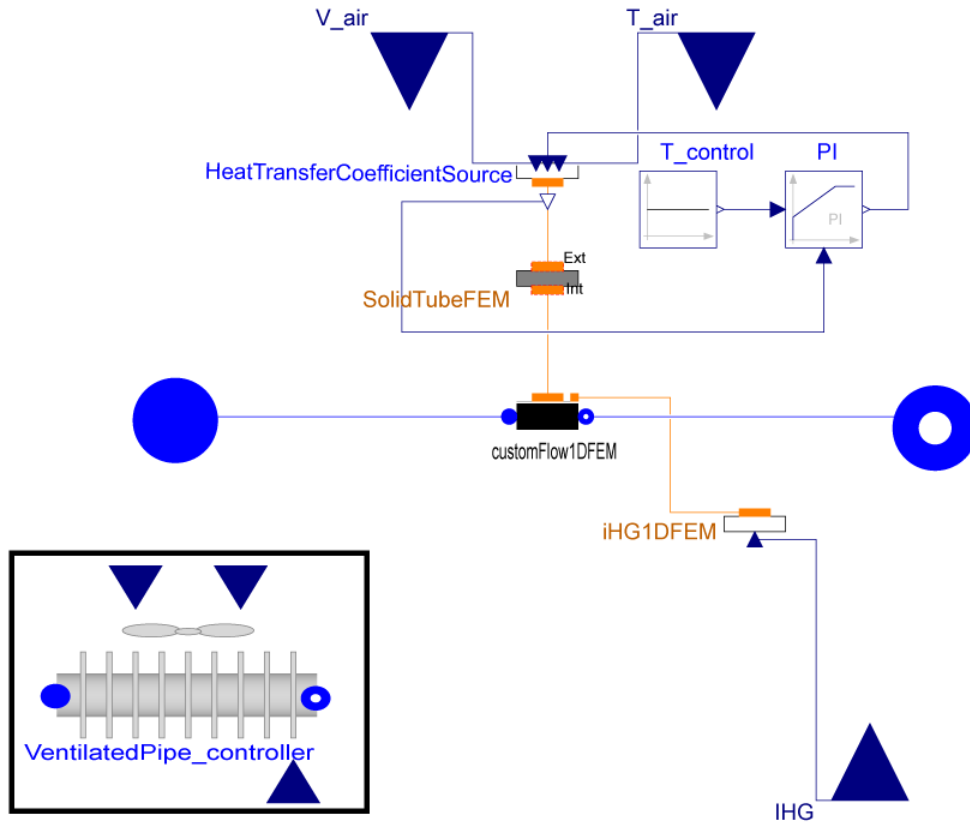 V_air
T_air
HeatTransferCoefficientSource
T_control
PI
PI
Ext
Int
SolidTubeFEM
customFlow1DFEM
iHG1DFEM
VentilatedPipe_controller
IHG